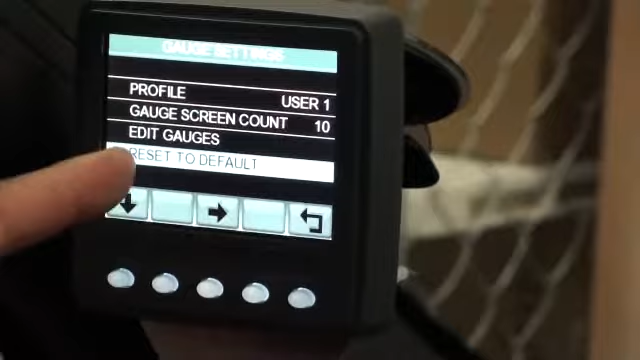 GAUGE SETTINGS
PROFILE USER 1
GAUGE SCREEN COUNT 10
EDIT GAUGES
RESET TO DEFAULT